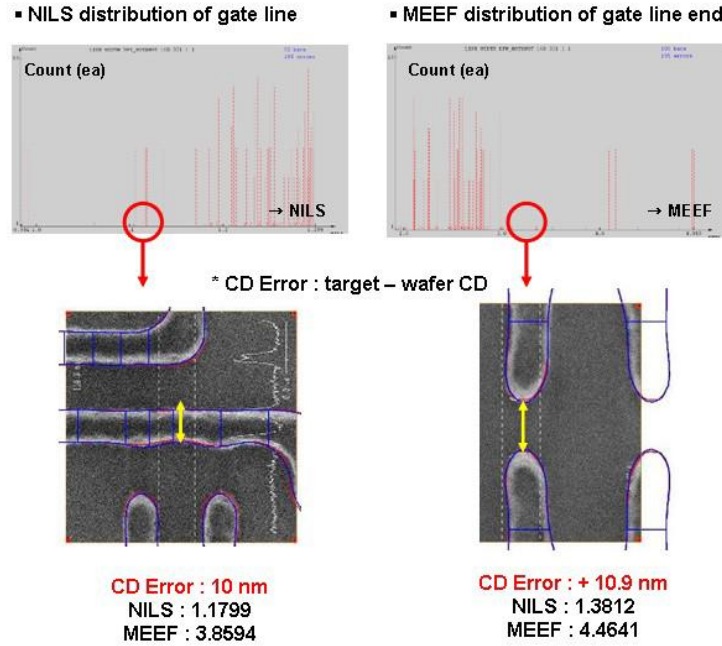 ▪ NILS distribution of gate line
▪ MEEF distribution of gate line end
Count (ea)
Count (ea)
→ NILS
→ MEEF
* CD Error : target – wafer CD
CD Error : 10 nm
NILS : 1.1799
MEEF : 3.8594
CD Error : + 10.9 nm
NILS : 1.3812
MEEF : 4.4641